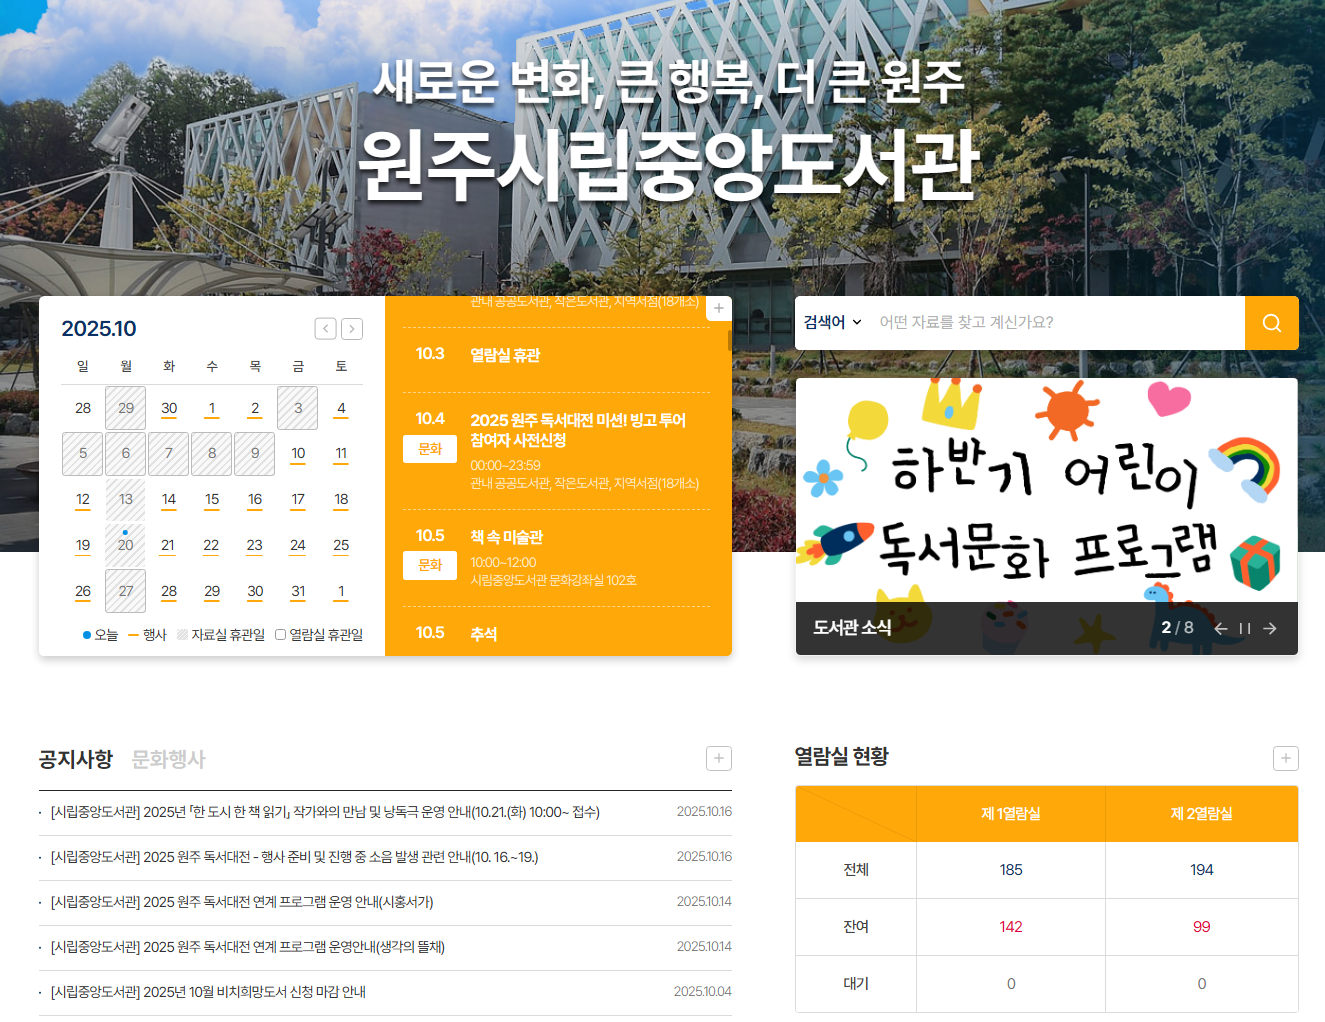 새로운 변화, 큰 행복, 더 큰 원주
원주시립중앙도서관
2025.10
일 월 화 수 목 금 토
28 29 30 1 2 3 4
5 6 7 8 9 10 11
12 13 14 15 16 17 18
19 20 21 22 23 24 25
26 27 28 29 30 31 1
오늘 행사 자료실 휴관일 열람실 휴관일
관내 공공도서관, 작은도서관, 지역서점(18개소)
10.3 열람실 휴관
10.4 2025 원주 독서대전 미션! 빙고 투어
참여자 사전신청
문화
00:00~23:59
관내 공공도서관, 작은도서관, 지역서점(18개소)
10.5 책 속 미술관
문화
10:00~12:00
시립중앙도서관 문화강좌실 102호
10.5 추석
검색어 어떤 자료를 찾고 계신가요?
하반기 어린이
독서문화 프로그램
도서관 소식 2 / 8
공지사항 문화행사
· [시립중앙도서관] 2025년 「한 도시 한 책 읽기」 작가와의 만남 및 낭독극 운영 안내(10.21.(화) 10:00~ 접수) 2025.10.16
· [시립중앙도서관] 2025 원주 독서대전 - 행사 준비 및 진행 중 소음 발생 관련 안내(10. 16.~19.) 2025.10.16
· [시립중앙도서관] 2025 원주 독서대전 연계 프로그램 운영 안내(시홍서가) 2025.10.14
· [시립중앙도서관] 2025 원주 독서대전 연계 프로그램 운영안내(생각의 뜰채) 2025.10.14
· [시립중앙도서관] 2025년 10월 비치희망도서 신청 마감 안내 2025.10.04
열람실 현황
제 1열람실 제 2열람실
전체 185 194
잔여 142 99
대기 0 0